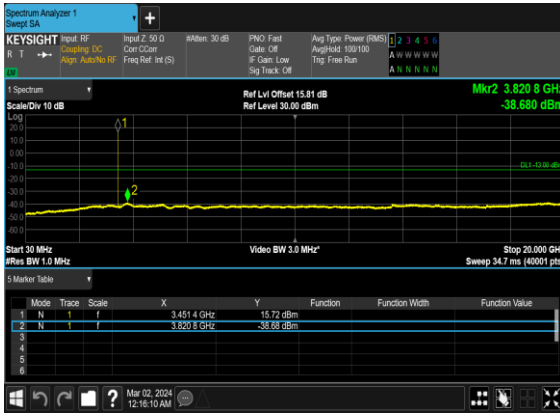 Spectrum Analyzer 1
Swept SA
+
KEYSIGHT Input: RF Input Z: 50 Ω #Atten: 30 dB PNO: Fast Avg Type: Power (RMS) 1 2 3 4 5 6
R T Coupling: DC Corr CCorr Gate: Off Avg|Hold: 100/100 A W W W W W
Align: Auto/No RF Freq Ref: Int (S) IF Gain: Low Trig: Free Run
Sig Track: Off A N N N N N
1 Spectrum
Scale/Div 10 dB
Ref Lvl Offset 15.81 dB
Ref Level 30.00 dBm
Mkr2 3.820 8 GHz
-38.680 dBm
Log
20.0
10.0
0.00
-10.0
-20.0
-30.0
-40.0
-50.0
-60.0
1
2
DL1 -13.00 dBm
Start 30 MHz Video BW 3.0 MHz* Stop 20.000 GHz
#Res BW 1.0 MHz Sweep 34.7 ms (40001 pts)
5 Marker Table
Mode Trace Scale X Y Function Function Width Function Value
1 N 1 f 3.451 4 GHz 15.72 dBm
2 N 1 f 3.820 8 GHz -38.68 dBm
3
4
5
6
?
Mar 02, 2024
12:16:10 AM